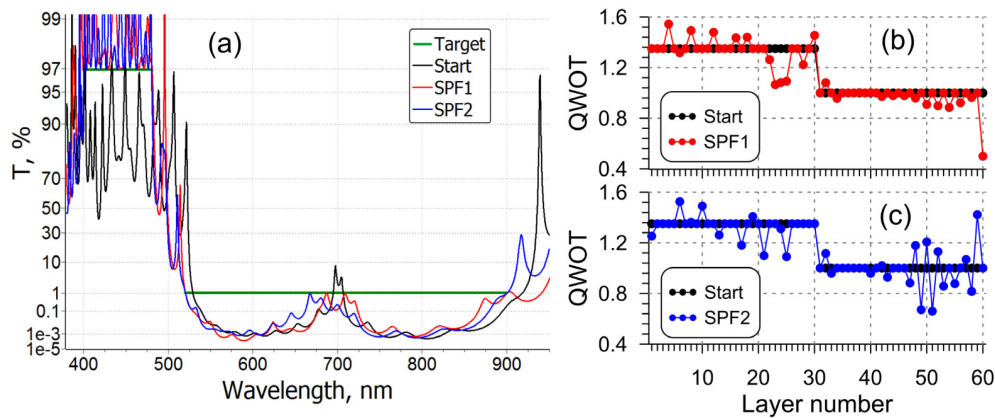 (a)
Target
Start
SPF1
SPF2
T, %
99
97
95
90
70
50
30
10
1
0.1
1e-3
1e-5
400 500 600 700 800 900
Wavelength, nm
(b)
QWOT
1.6
1.2
0.8
0.4
Start
SPF1
(c)
QWOT
1.6
1.2
0.8
0.4
Start
SPF2
10 20 30 40 50 60
Layer number